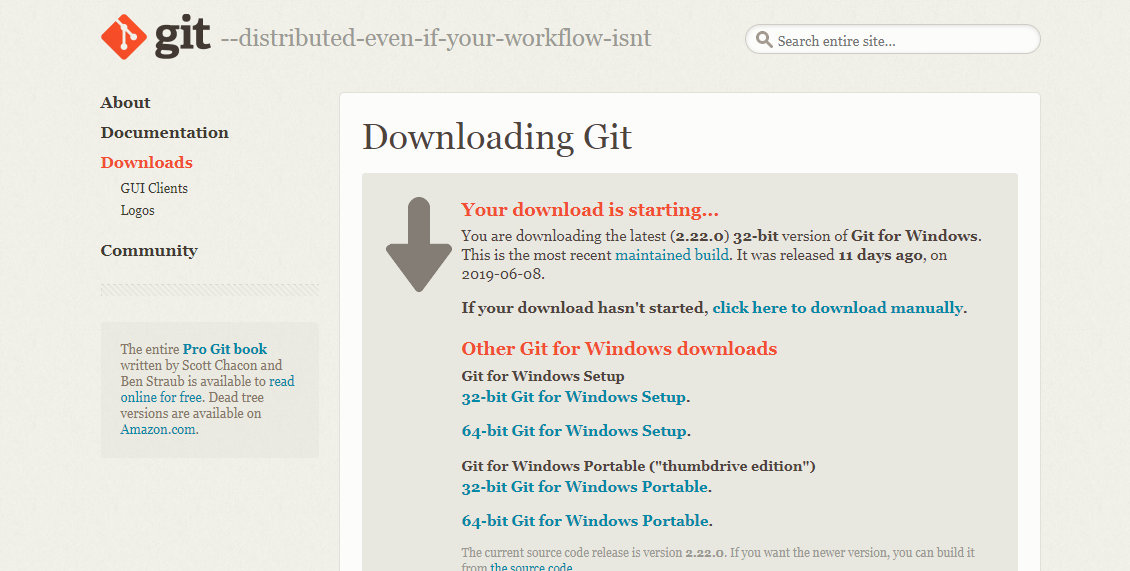 git --distributed-even-if-your-workflow-isnt
Search entire site...
About
Documentation
Downloads
GUI Clients
Logos
Community
The entire Pro Git book
written by Scott Chacon and
Ben Straub is available to read
online for free. Dead tree
versions are available on
Amazon.com.
Downloading Git
Your download is starting...
You are downloading the latest (2.22.0) 32-bit version of Git for Windows.
This is the most recent maintained build. It was released 11 days ago, on
2019-06-08.
If your download hasn't started, click here to download manually.
Other Git for Windows downloads
Git for Windows Setup
32-bit Git for Windows Setup.
64-bit Git for Windows Setup.
Git for Windows Portable ("thumbdrive edition")
32-bit Git for Windows Portable.
64-bit Git for Windows Portable.
The current source code release is version 2.22.0. If you want the newer version, you can build it
from the source code.